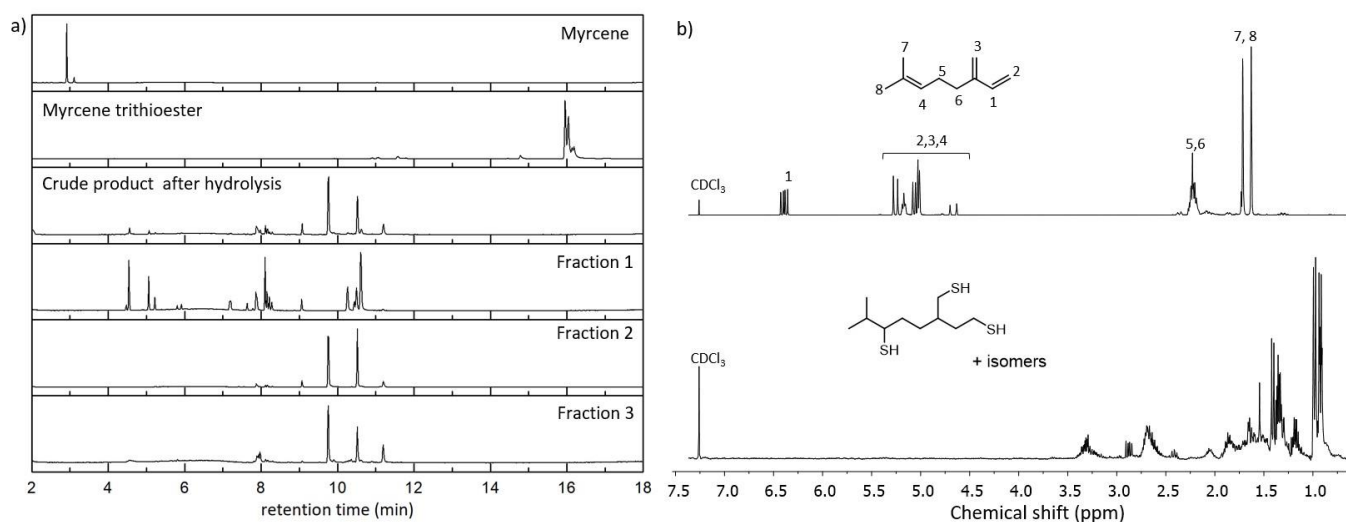 a)
Myrcene
Myrcene trithioester
Crude product after hydrolysis
Fraction 1
Fraction 2
Fraction 3
2 4 6 8 10 12 14 16 18
retention time (min)
b)
7, 8
7
3
5
2
8
4
6
1
2,3,4
5,6
1
CDCl3
SH
SH
SH
+ isomers
CDCl3
7.5 7.0 6.5 6.0 5.5 5.0 4.5 4.0 3.5 3.0 2.5 2.0 1.5 1.0
Chemical shift (ppm)